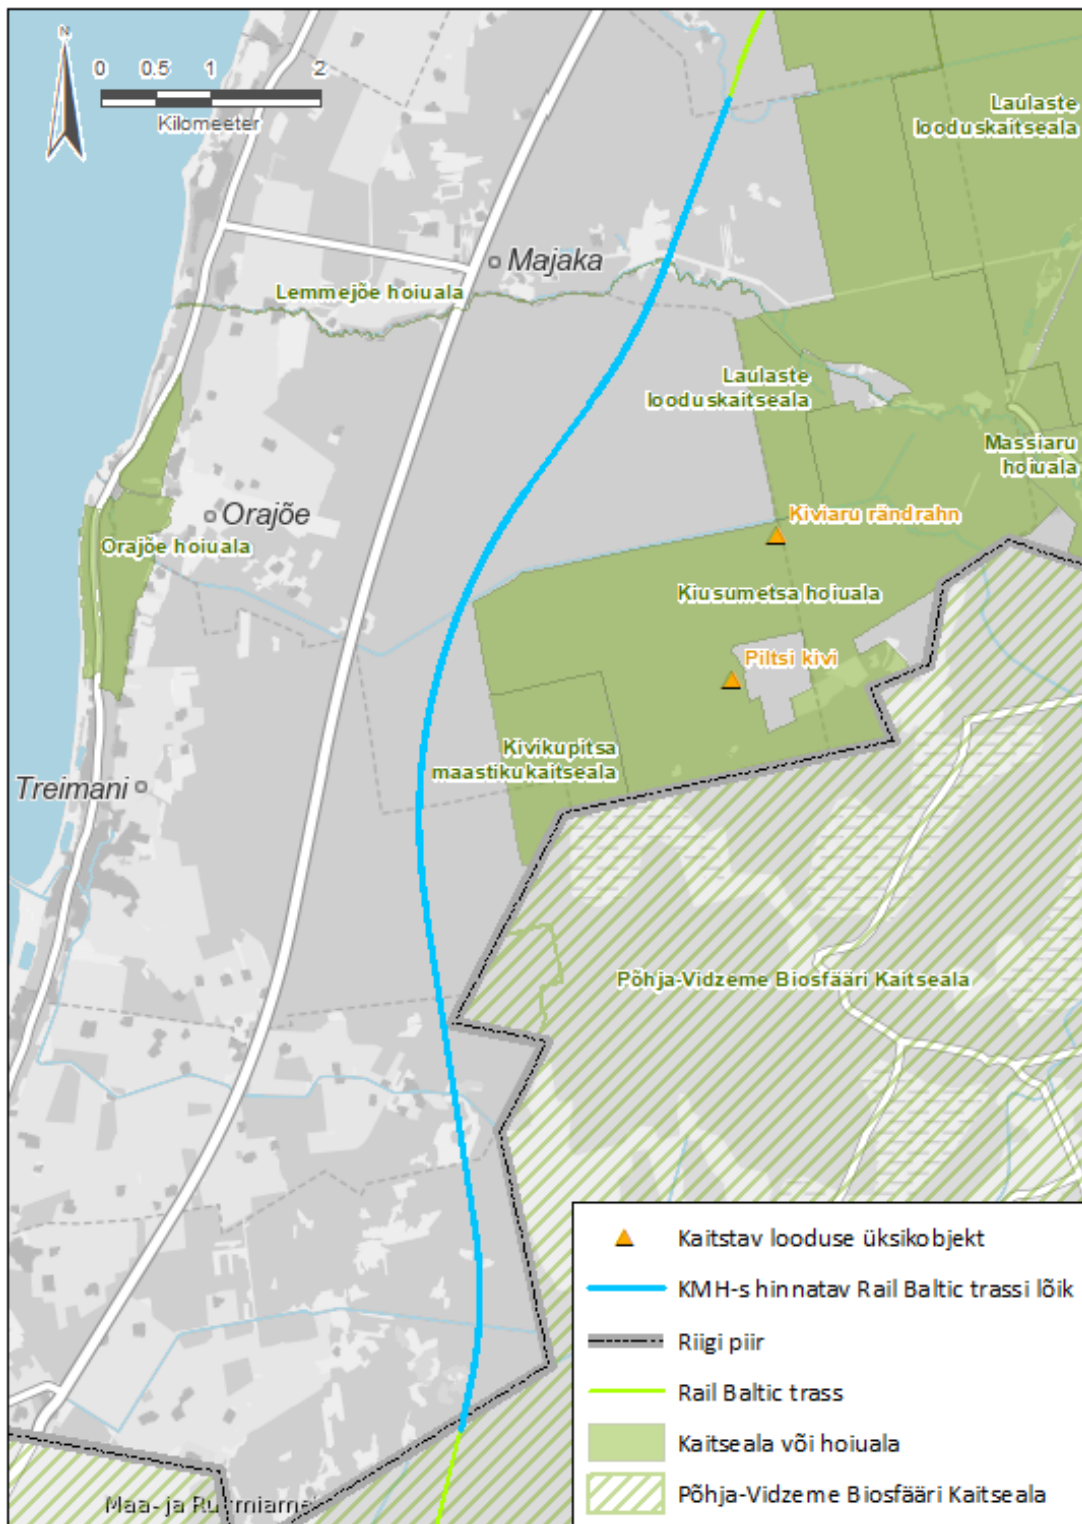 N
0 0.5 1 2
Kilomeeter
Laulaste
looduskaitseala
Majaka
Lemmejõe hoiuala
Laulaste
looduskaitseala
Massiaru
hoiuala
Kiviaru rändrahn
Orajõe
Orajõe hoiuala
Kiusumetsa hoiuala
Piltsi kivi
Kivikupitsa
maastikukaitseala
Treimani
Põhja-Vidzeme Biosfääri Kaitseala
Kaitstav looduse üksikobjekt
KMH-s hinnatav Rail Baltic trassi lõik
Riigi piir
Rail Baltic trass
Kaitseala või hoiuala
Põhja-Vidzeme Biosfääri Kaitseala
Maa- ja